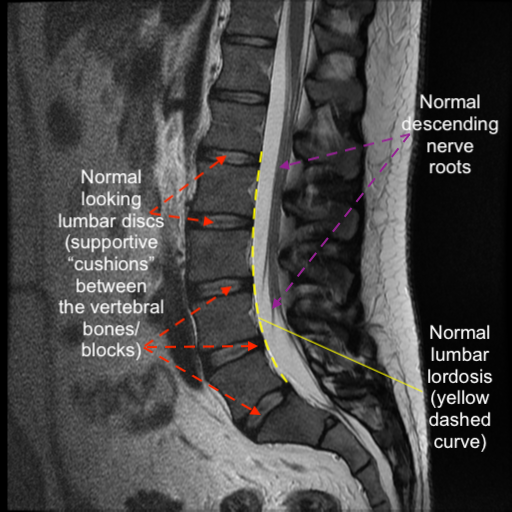 Normal
looking
lumbar discs
(supportive
“cushions”
between
the vertebral
bones/
blocks)
Normal
descending
nerve
roots
Normal
lumbar
lordosis
(yellow
dashed
curve)